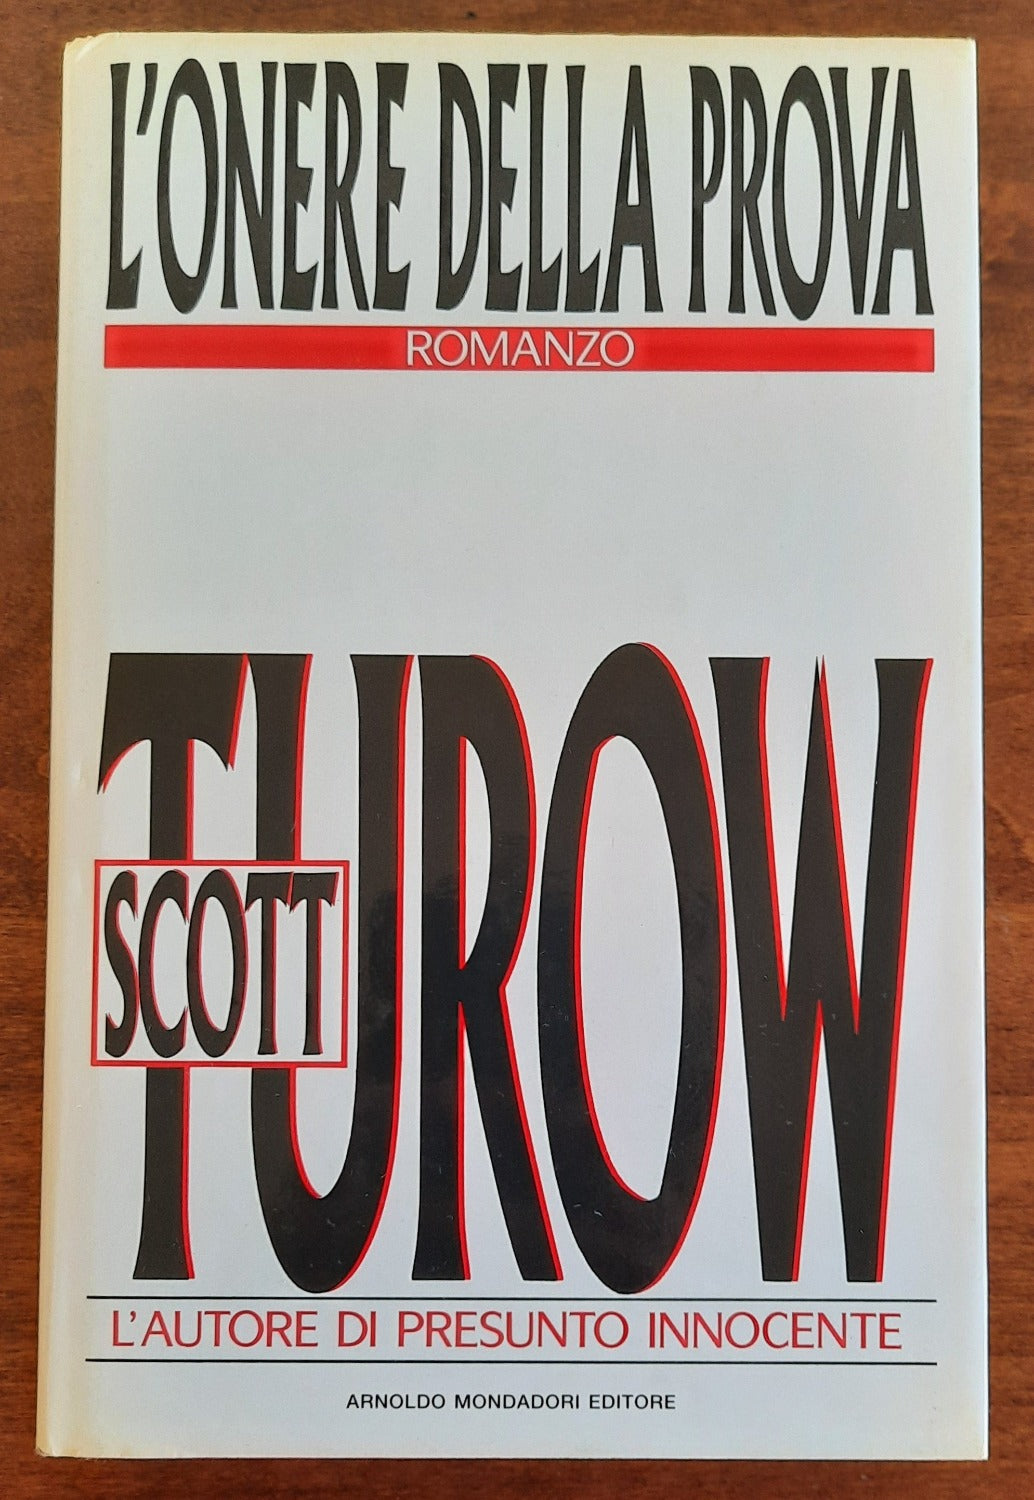 L'ONERE DELLA PROVA
ROMANZO
SCOTT
TUROW
L'AUTORE DI PRESUNTO INNOCENTE
ARNOLDO MONDADORI EDITORE